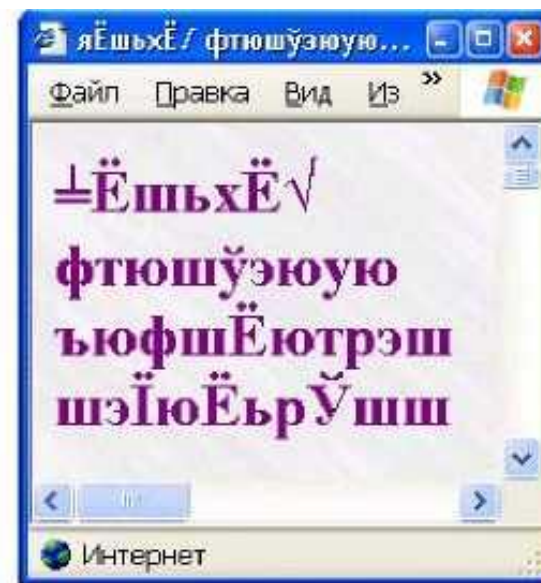 яЁшьхЁ√ фтюшўэюую...
Файл Правка Вид Из »
╧ЁшьхЁ√
фтюшўэюую
ъюфшЁютрэш
шэЇюЁьрЎшш
Интернет